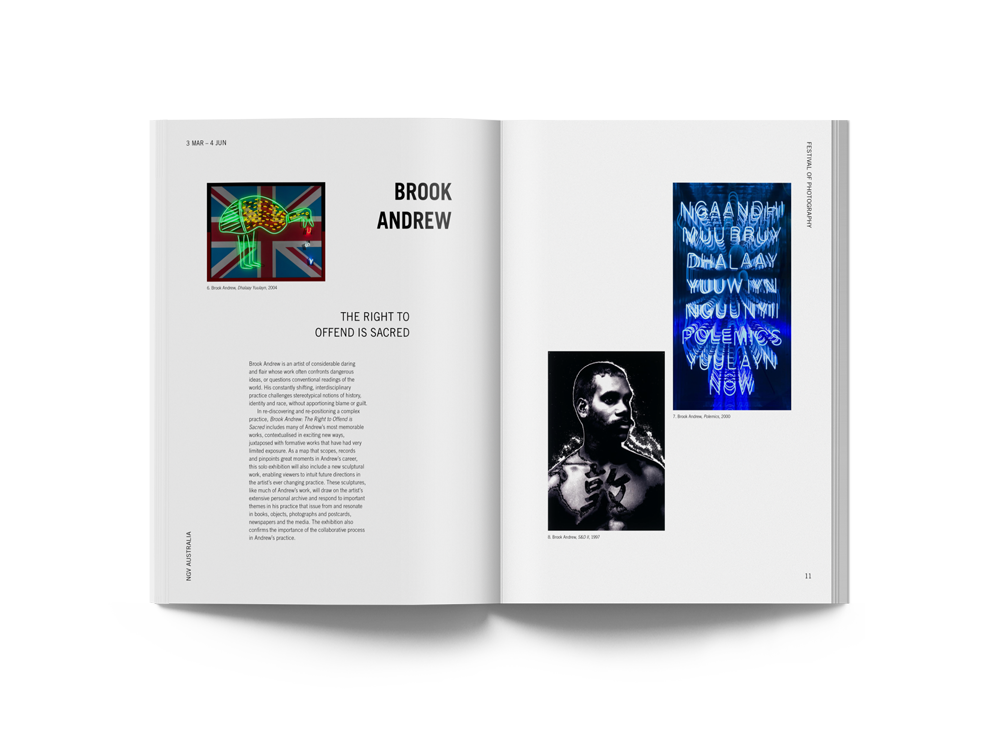 3 MAR – 4 JUN
BROOK
ANDREW
6. Brook Andrew, Dhalaay Yuulayn, 2004
THE RIGHT TO
OFFEND IS SACRED
Brook Andrew is an artist of considerable daring
and flair whose work often confronts dangerous
ideas, or questions conventional readings of the
world. His constantly shifting, interdisciplinary
practice challenges stereotypical notions of history,
identity and race, without apportioning blame or guilt.
In re-discovering and re-positioning a complex
practice, Brook Andrew: The Right to Offend is
Sacred includes many of Andrew's most memorable
works, contextualised in exciting new ways,
juxtaposed with formative works that have had very
limited exposure. As a map that scopes, records
and pinpoints great moments in Andrew's career,
this solo exhibition will also include a new sculptural
work, enabling viewers to intuit future directions in
the artist's ever changing practice. These sculptures,
like much of Andrew's work, will draw on the artist's
extensive personal archive and respond to important
themes in his practice that issue from and resonate
in books, objects, photographs and postcards,
newspapers and the media. The exhibition also
confirms the importance of the collaborative process
in Andrew's practice.
NGV AUSTRALIA
FESTIVAL OF PHOTOGRAPHY
NGAANDHI
MUUBRUY
DHALAAY
YUUWIYN
NGUUNYII
POLEMICS
YUULAYN
NOW
7. Brook Andrew, Polemics, 2000
8. Brook Andrew, S&D II, 1997
11